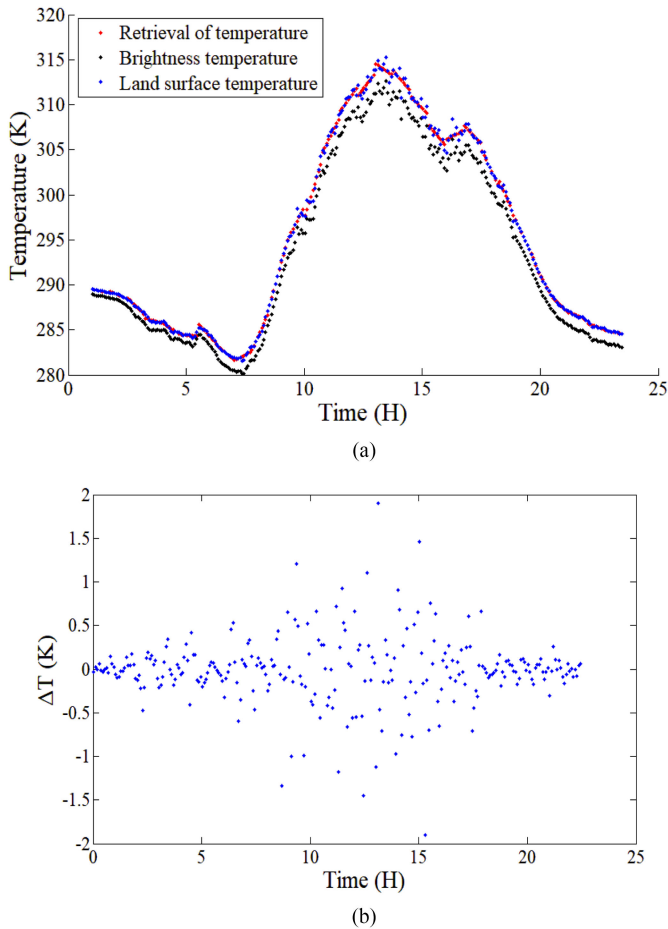 320
315
310
305
300
295
290
285
280
Temperature (K)
Retrieval of temperature
Brightness temperature
Land surface temperature
0 5 10 15 20 25
Time (H)
(a)
2
1.5
1
0.5
0
-0.5
-1
-1.5
-2
ΔT (K)
0 5 10 15 20 25
Time (H)
(b)